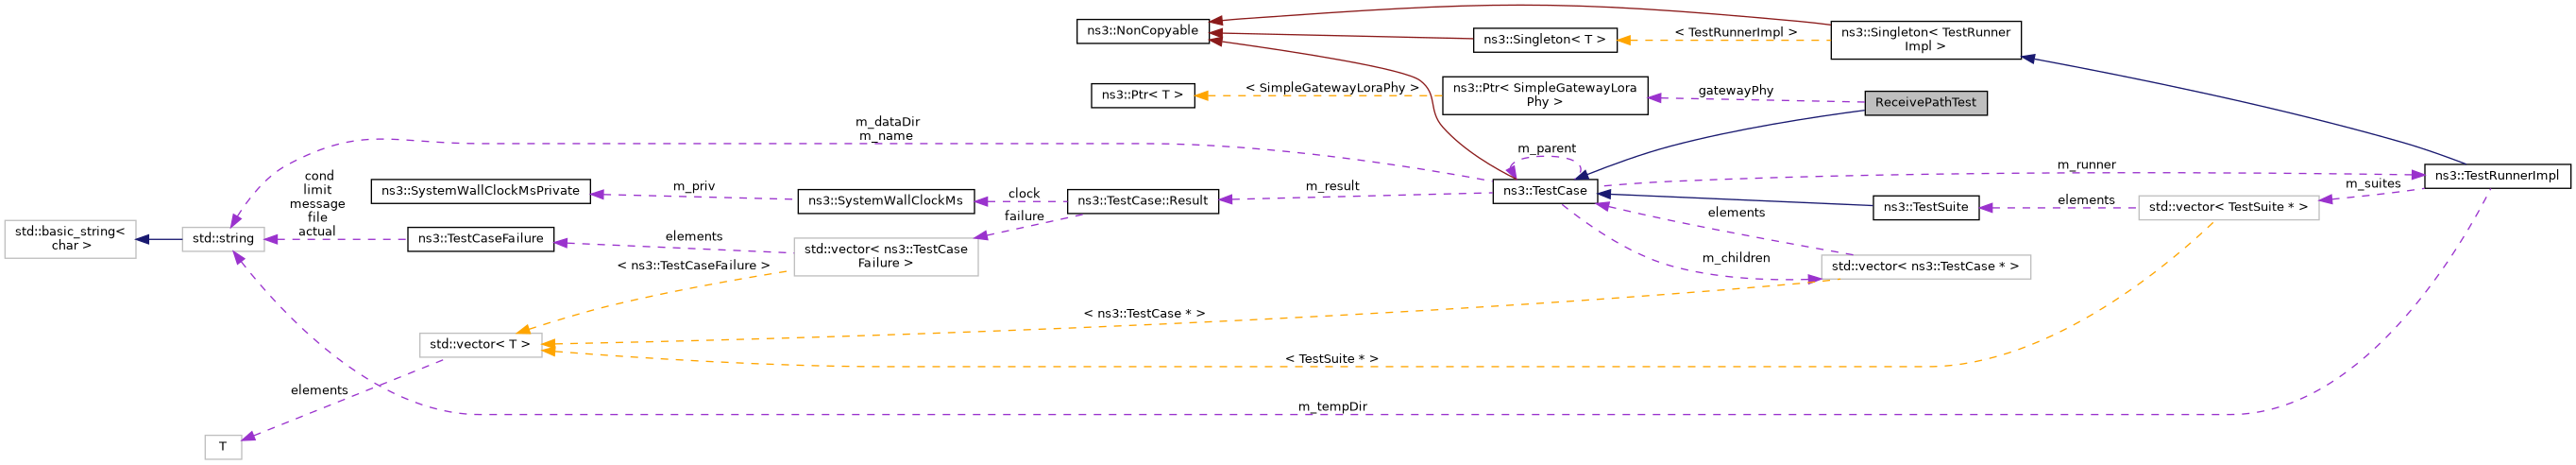 ns3::NonCopyable
ns3::Singleton< T >
< TestRunnerImpl >
ns3::Singleton< TestRunner
Impl >
ns3::Ptr< T >
< SimpleGatewayLoraPhy >
ns3::Ptr< SimpleGatewayLora
Phy >
gatewayPhy
ReceivePathTest
m_dataDir
m_name
m_parent
m_runner
ns3::TestRunnerImpl
cond
limit
message
file
actual
ns3::SystemWallClockMsPrivate
m_priv
ns3::SystemWallClockMs
clock
ns3::TestCase::Result
m_result
ns3::TestCase
m_suites
failure
elements
ns3::TestSuite
elements
std::vector< TestSuite * >
std::basic_string<
char >
std::string
ns3::TestCaseFailure
elements
std::vector< ns3::TestCase
Failure >
m_children
std::vector< ns3::TestCase * >
< ns3::TestCaseFailure >
< ns3::TestCase * >
std::vector< T >
< TestSuite * >
elements
m_tempDir
T